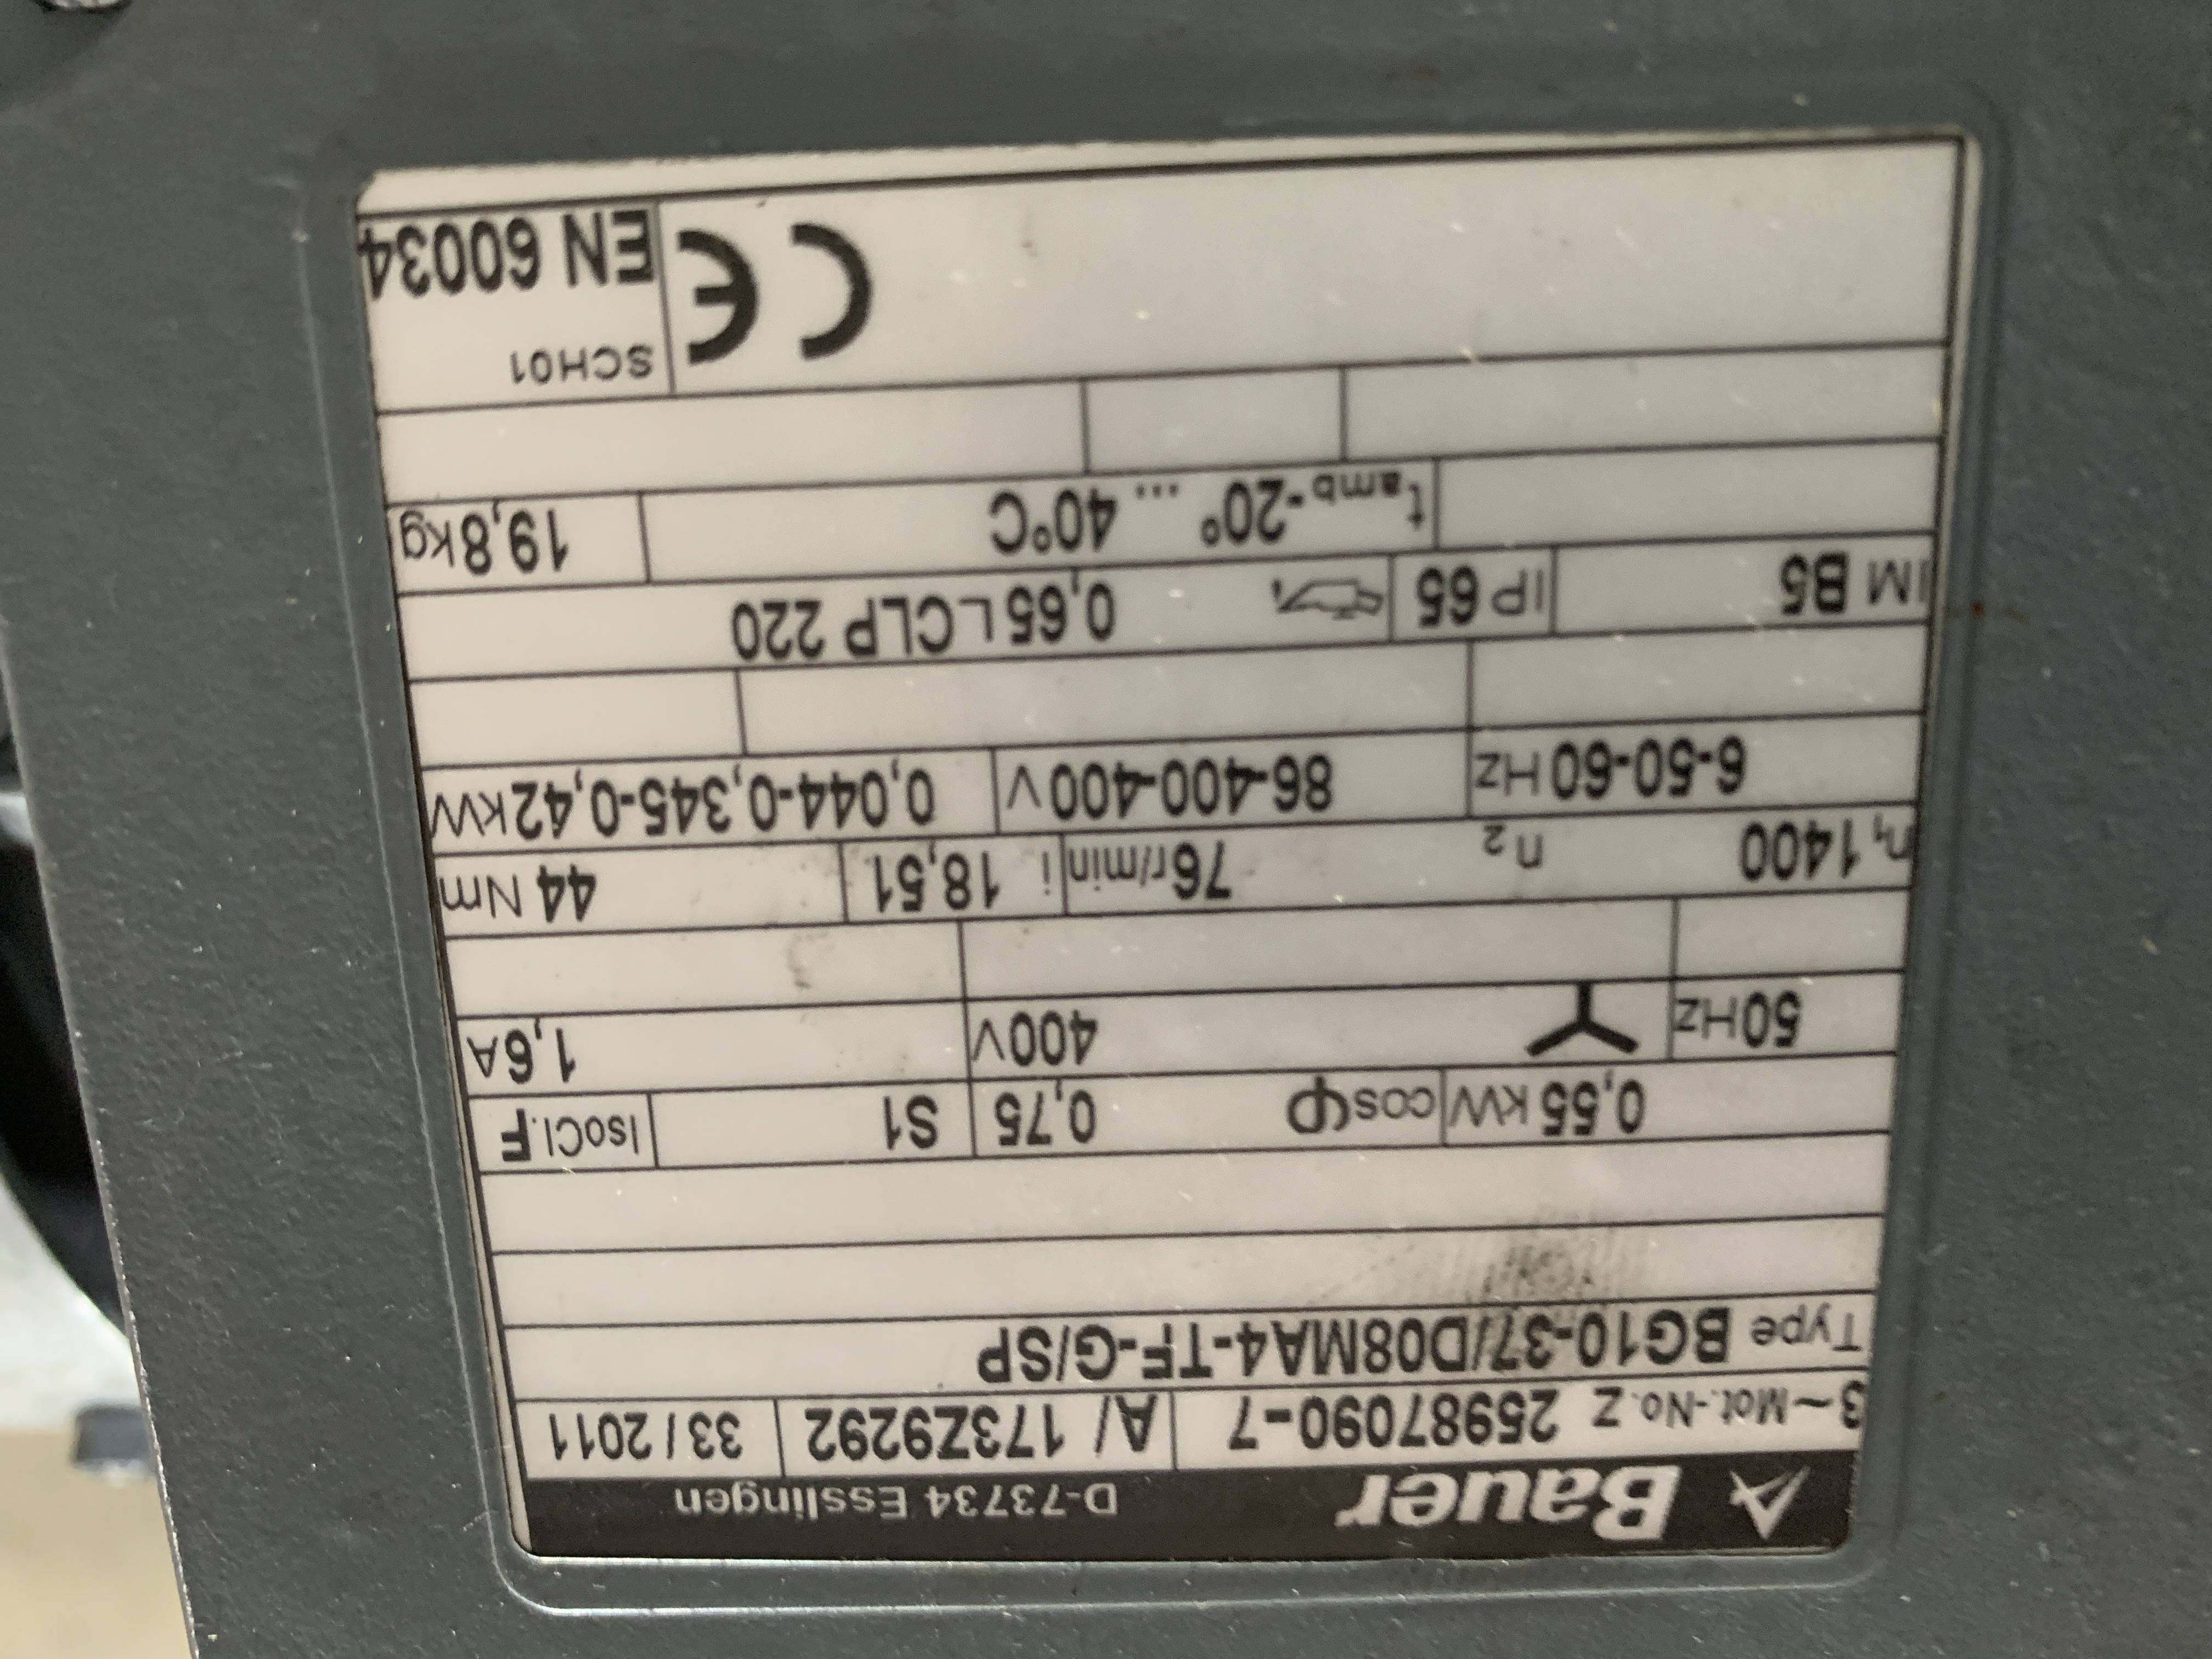 Bauer D-73734 Esslingen
3~Mot.-No. Z 25987090-7 A/ 173Z9292 33/2011
Type BG10-37/D08MA4-TF-G/SP
0,55 kW cosφ 0,75 S1 IsoCl.F
50Hz 400V 1,6A
n₁1400 n₂ 76r/min i 18,51 44 Nm
6-50-60Hz 86-400-400V 0,044-0,345-0,42kW
IM B5 IP 65 0,65 L CLP 220
tamb-20° ... 40°C 19,8kg
SCH01
CE EN 60034